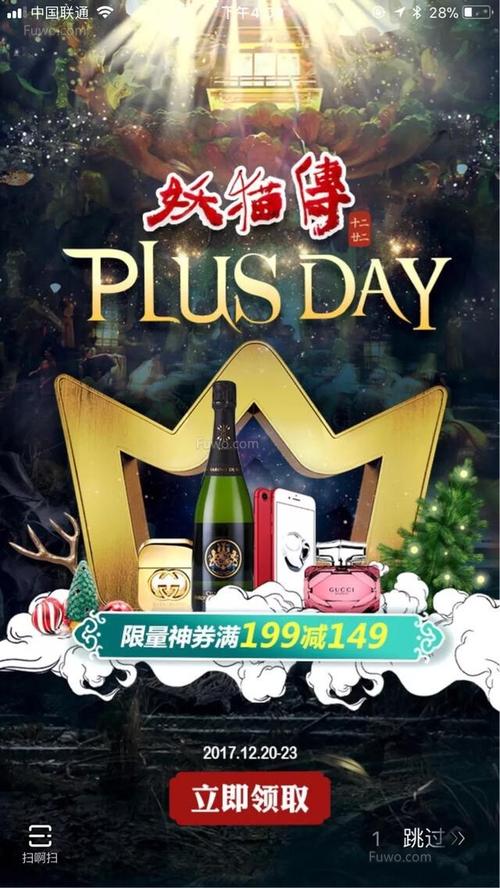 中国联通
28%
Fuwo.com
妖猫傳
十二
廿二
PLUS DAY
Fuwo.com
GUCCI
限量神券满199减149
2017.12.20-23
立即领取
扫啊扫
1 跳过
Fuwo.com